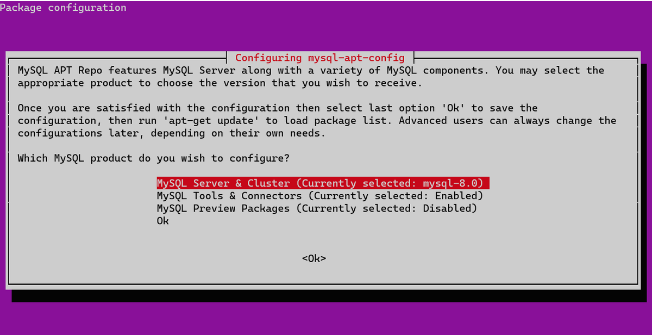 Package configuration
Configuring mysql-apt-config
MySQL APT Repo features MySQL Server along with a variety of MySQL components. You may select the
appropriate product to choose the version that you wish to receive.
Once you are satisfied with the configuration then select last option 'Ok' to save the
configuration, then run 'apt-get update' to load package list. Advanced users can always change the
configurations later, depending on their own needs.
Which MySQL product do you wish to configure?
MySQL Server & Cluster (Currently selected: mysql-8.0)
MySQL Tools & Connectors (Currently selected: Enabled)
MySQL Preview Packages (Currently selected: Disabled)
Ok
<Ok>